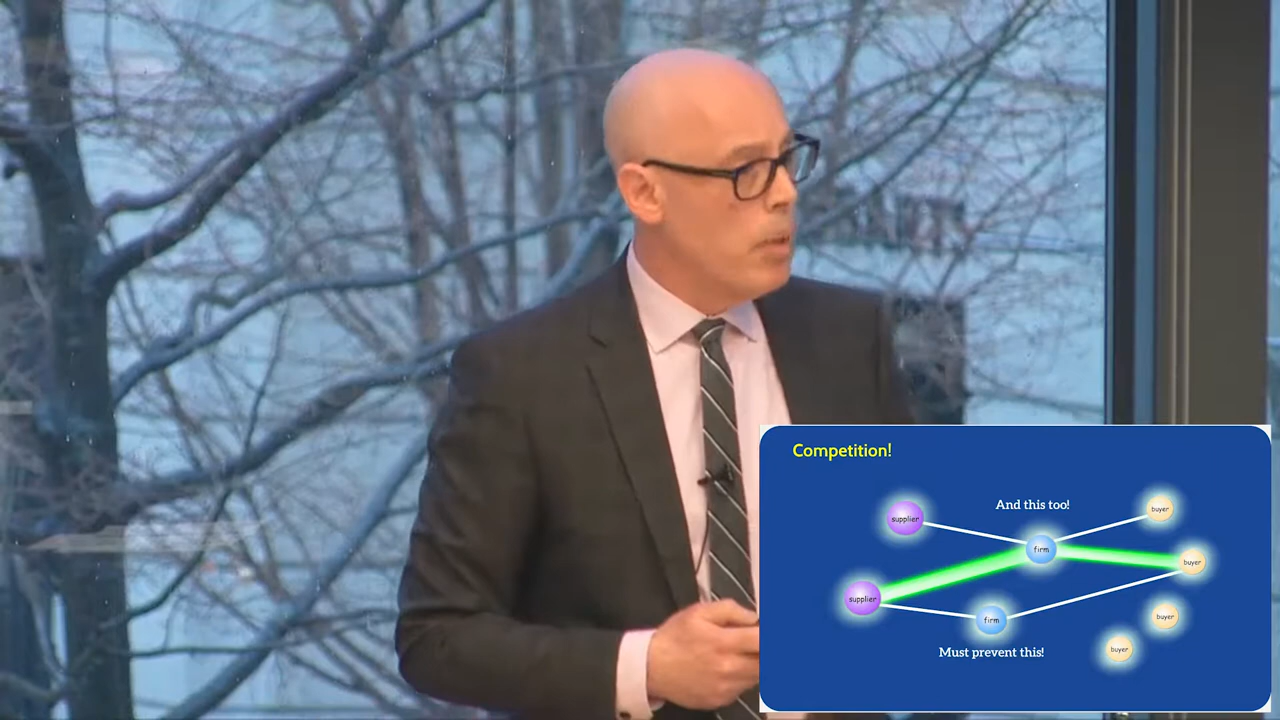 Competition!
And this too!
supplier
buyer
firm
buyer
supplier
firm
buyer
Must prevent this!
buyer